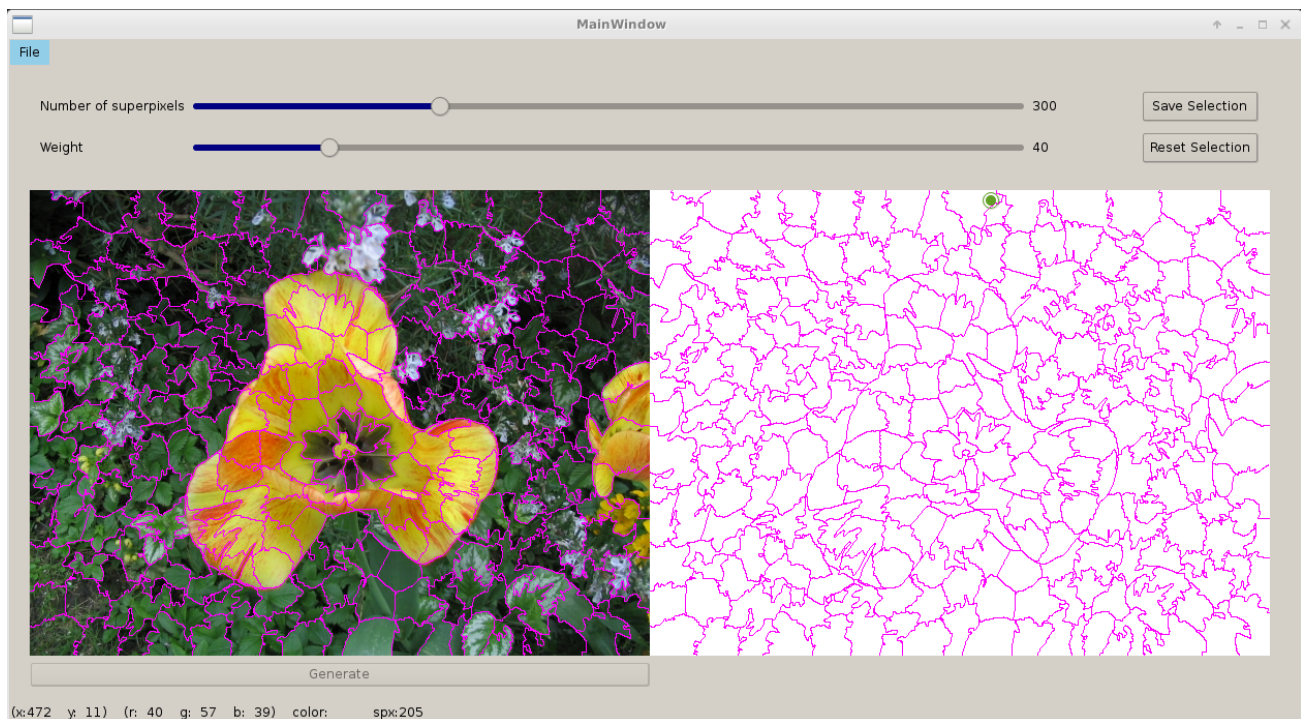 MainWindow
File
Number of superpixels 300 Save Selection
Weight 40 Reset Selection
Generate
(x:472 y: 11) (r: 40 g: 57 b: 39) color: spx:205